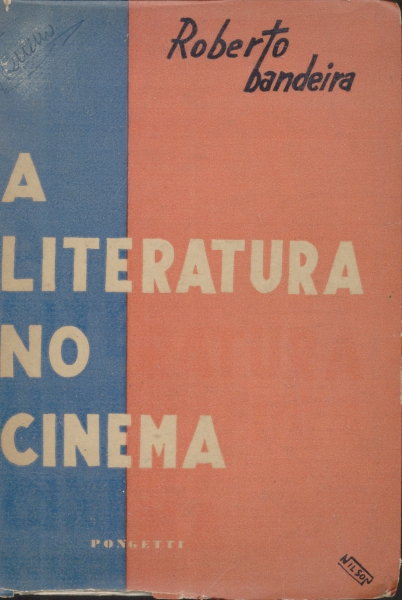 Roberto
bandeira
A
LITERATURA
NO
CINEMA
PONGETTI
NILSON